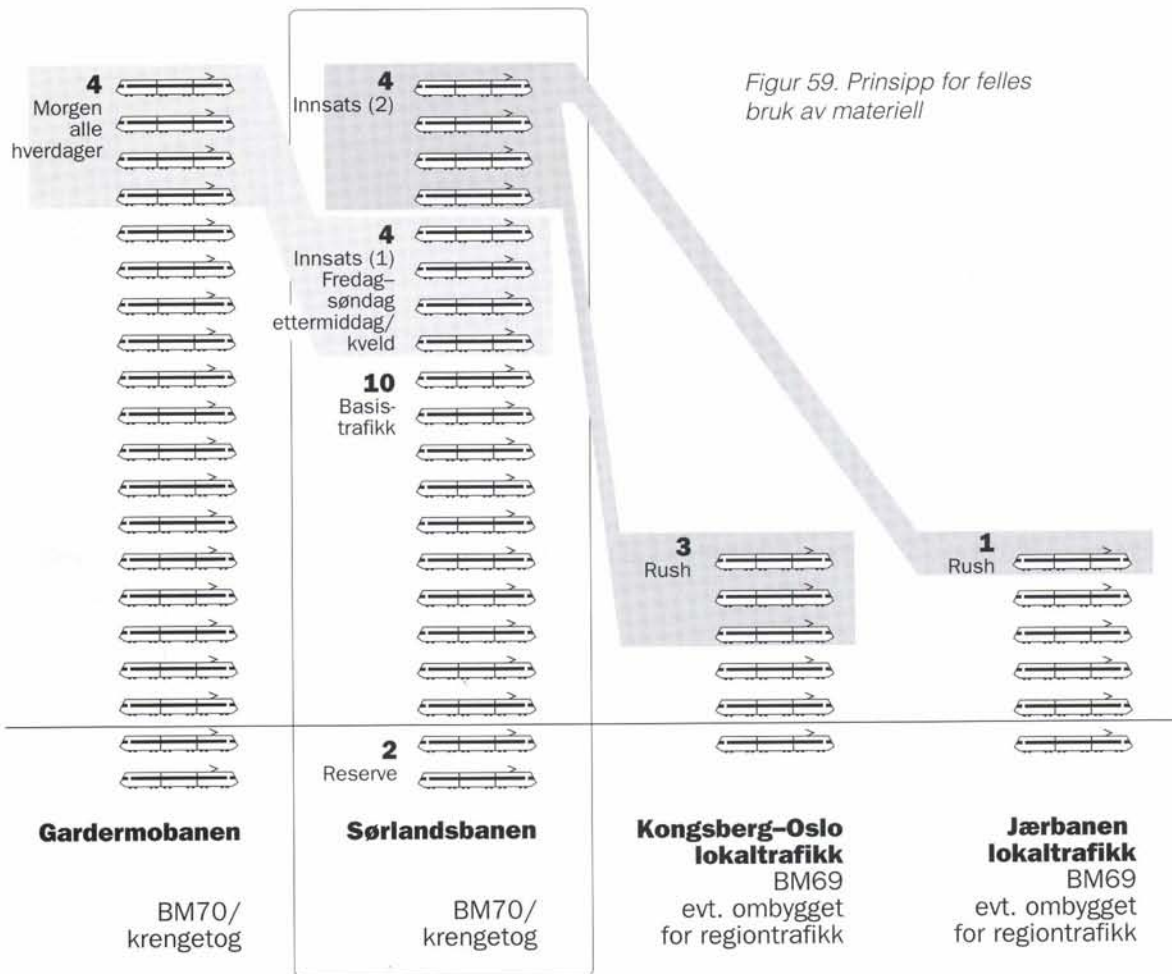 Figur 59. Prinsipp for felles
bruk av materiell
4
Morgen
alle
hverdager
4
Innsats (2)
4
Innsats (1)
Fredag–
søndag
ettermiddag/
kveld
10
Basis-
trafikk
3
Rush
1
Rush
2
Reserve
Gardermobanen
BM70/
krengetog
Sørlandsbanen
BM70/
krengetog
Kongsberg–Oslo
lokaltrafikk
BM69
evt. ombygget
for regiontrafikk
Jærbanen
lokaltrafikk
BM69
evt. ombygget
for regiontrafikk